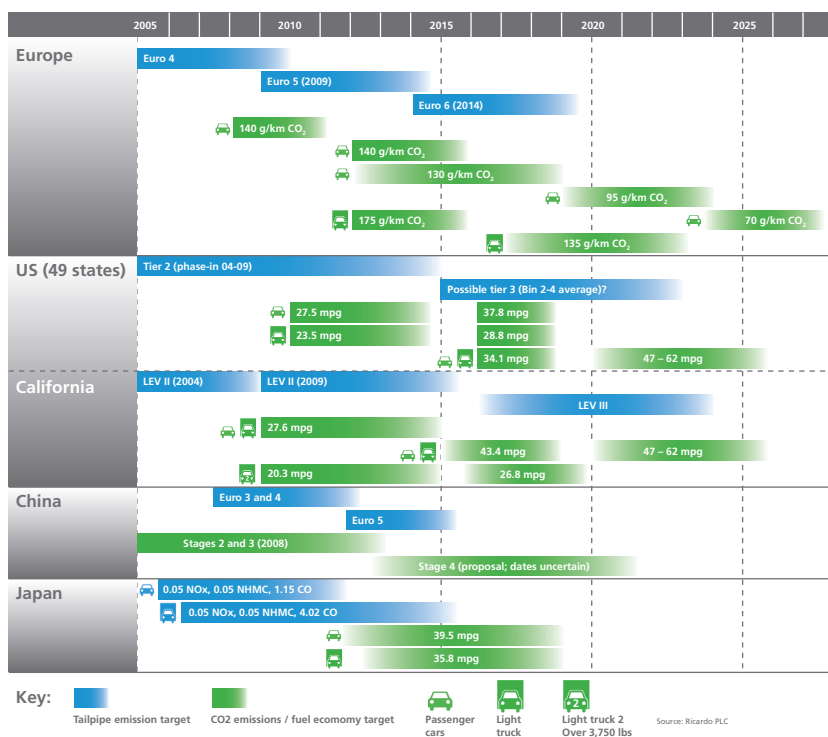 2005 2010 2015 2020 2025
Europe
Euro 4
Euro 5 (2009)
Euro 6 (2014)
140 g/km CO₂
140 g/km CO₂
130 g/km CO₂
95 g/km CO₂
175 g/km CO₂ 70 g/km CO₂
135 g/km CO₂
US (49 states)
Tier 2 (phase-in 04-09)
Possible tier 3 (Bin 2-4 average)?
27.5 mpg 37.8 mpg
23.5 mpg 28.8 mpg
34.1 mpg 47 – 62 mpg
California
LEV II (2004) LEV II (2009)
LEV III
27.6 mpg
43.4 mpg 47 – 62 mpg
2 20.3 mpg 26.8 mpg
China
Euro 3 and 4
Euro 5
Stages 2 and 3 (2008)
Stage 4 (proposal; dates uncertain)
Japan
0.05 NOx, 0.05 NHMC, 1.15 CO
0.05 NOx, 0.05 NHMC, 4.02 CO
39.5 mpg
35.8 mpg
Key:
Tailpipe emission target
CO2 emissions / fuel economy target
Passenger
cars
Light
truck
2
Light truck 2
Over 3,750 lbs
Source: Ricardo PLC